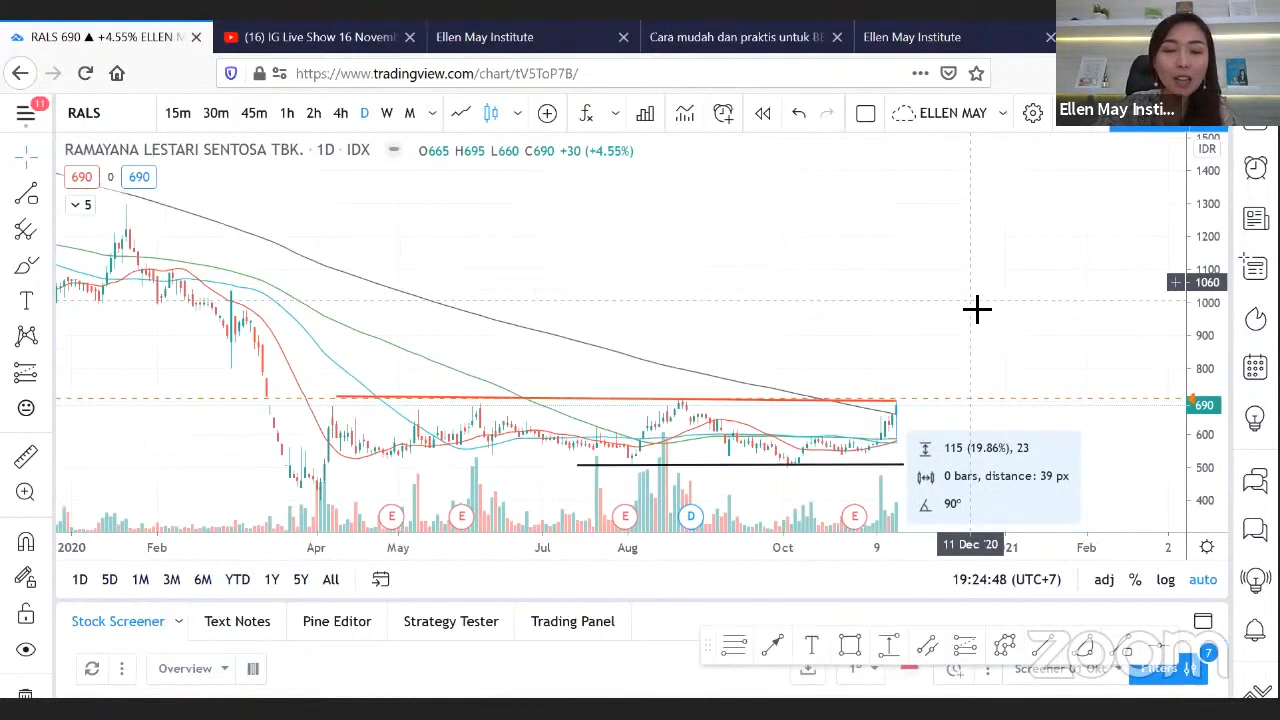 RALS 690 ▲ +4.55% ELLEN M
(16) IG Live Show 16 Novem
Ellen May Institute
Cara mudah dan praktis untuk BE
Ellen May Institute
https://www.tradingview.com/chart/tV5ToP7B/
Ellen May Insti...
11
RALS
15m 30m 45m 1h 2h 4h D W M
ELLEN MAY
RAMAYANA LESTARI SENTOSA TBK. · 1D · IDX
O665 H695 L660 C690 +30 (+4.55%)
690 0 690
5
1500
IDR
1400
1300
1200
1100
1060
1000
900
800
690
600
500
400
115 (19.86%), 23
0 bars, distance: 39 px
90°
E E E D E
2020 Feb Apr May Jul Aug Oct 9 11 Dec '20 21 Feb 2
1D 5D 1M 3M 6M YTD 1Y 5Y All
19:24:48 (UTC+7) adj % log auto
Stock Screener Text Notes Pine Editor Strategy Tester Trading Panel
Overview
Screener
Filters
7
zoom